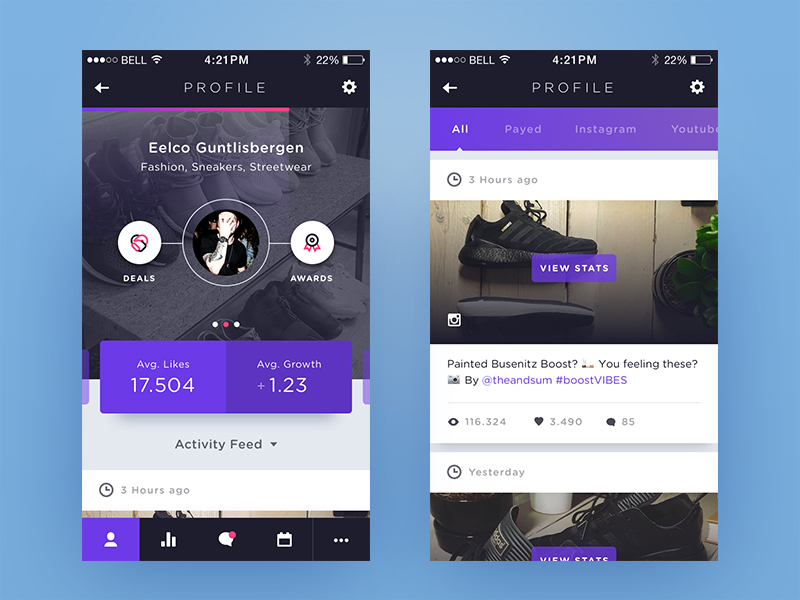 BELL 4:21PM 22%
PROFILE
Eelco Guntlisbergen
Fashion, Sneakers, Streetwear
DEALS
AWARDS
Avg. Likes
17.504
Avg. Growth
+ 1.23
Activity Feed
3 Hours ago
BELL 4:21PM 22%
PROFILE
All Payed Instagram Youtube
3 Hours ago
VIEW STATS
Painted Busenitz Boost? 🚬 You feeling these?
📷 By @theandsum #boostVIBES
116.324 3.490 85
Yesterday
adidas
VIEW STATS